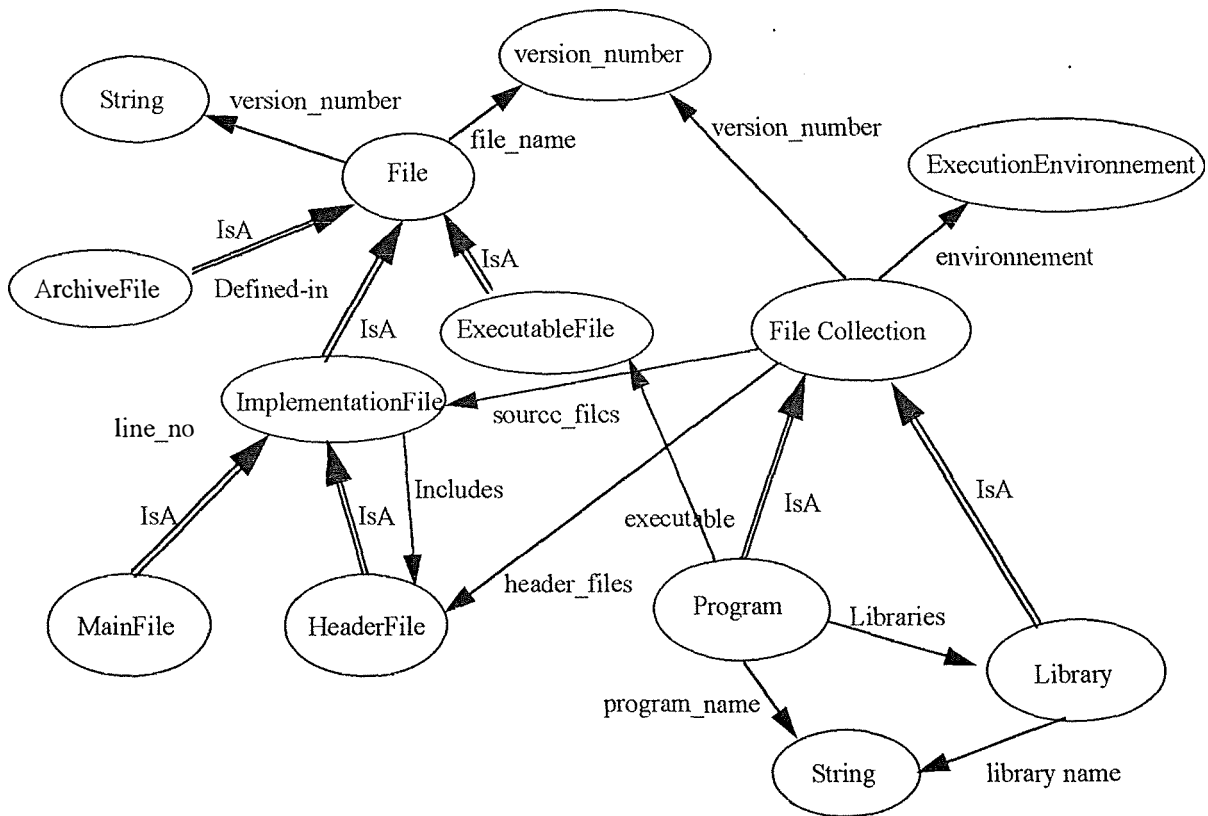 version_number
String
version_number
file_name
version_number
File
ExecutionEnvironnement
IsA
IsA
environnement
ArchiveFile
Defined-in
IsA
ExecutableFile
File Collection
ImplementationFile
source_files
line_no
Includes
IsA
IsA
executable
IsA
IsA
MainFile
HeaderFile
header_files
Program
Libraries
Library
program_name
String
library name